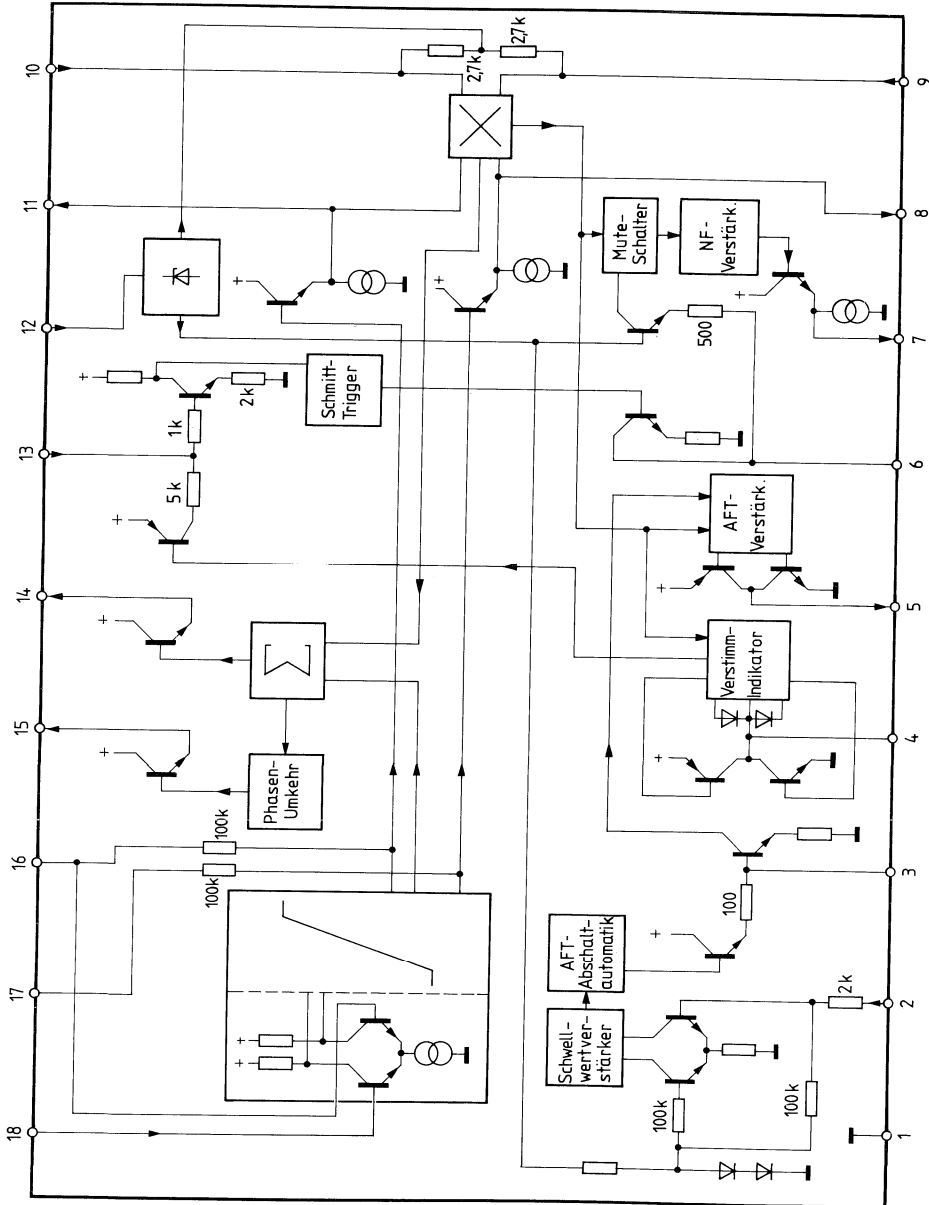 10
9
2,7k
2,7k
11
8
12
Mute-
Schalter
NF-
Verstärk.
+
+
+
+
7
500
2k
1k
Schmitt-
Trigger
13
5k
+
6
AFT-
Verstärk.
+
14
5
+
Σ
Verstimm-
Indikator
15
4
+
Phasen-
Umkehr
+
16
100k
100k
3
100
+
AFT-
Abschalt-
automatik
17
2
2k
+
+
Schwell-
wertver-
stärker
100k
100k
18
1